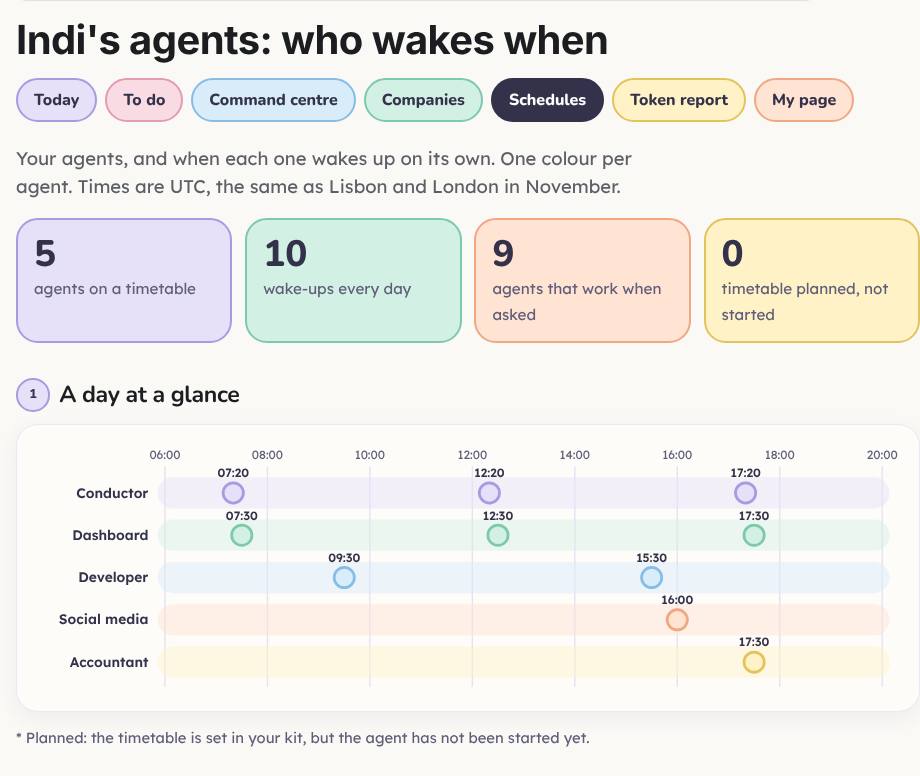 Indi's agents: who wakes when
Today To do Command centre Companies Schedules Token report My page
Your agents, and when each one wakes up on its own. One colour per
agent. Times are UTC, the same as Lisbon and London in November.
5
agents on a timetable
10
wake-ups every day
9
agents that work when
asked
0
timetable planned, not
started
1 A day at a glance
06:00 08:00 10:00 12:00 14:00 16:00 18:00 20:00
07:20 12:20 17:20
Conductor
07:30 12:30 17:30
Dashboard
09:30 15:30
Developer
16:00
Social media
17:30
Accountant
* Planned: the timetable is set in your kit, but the agent has not been started yet.